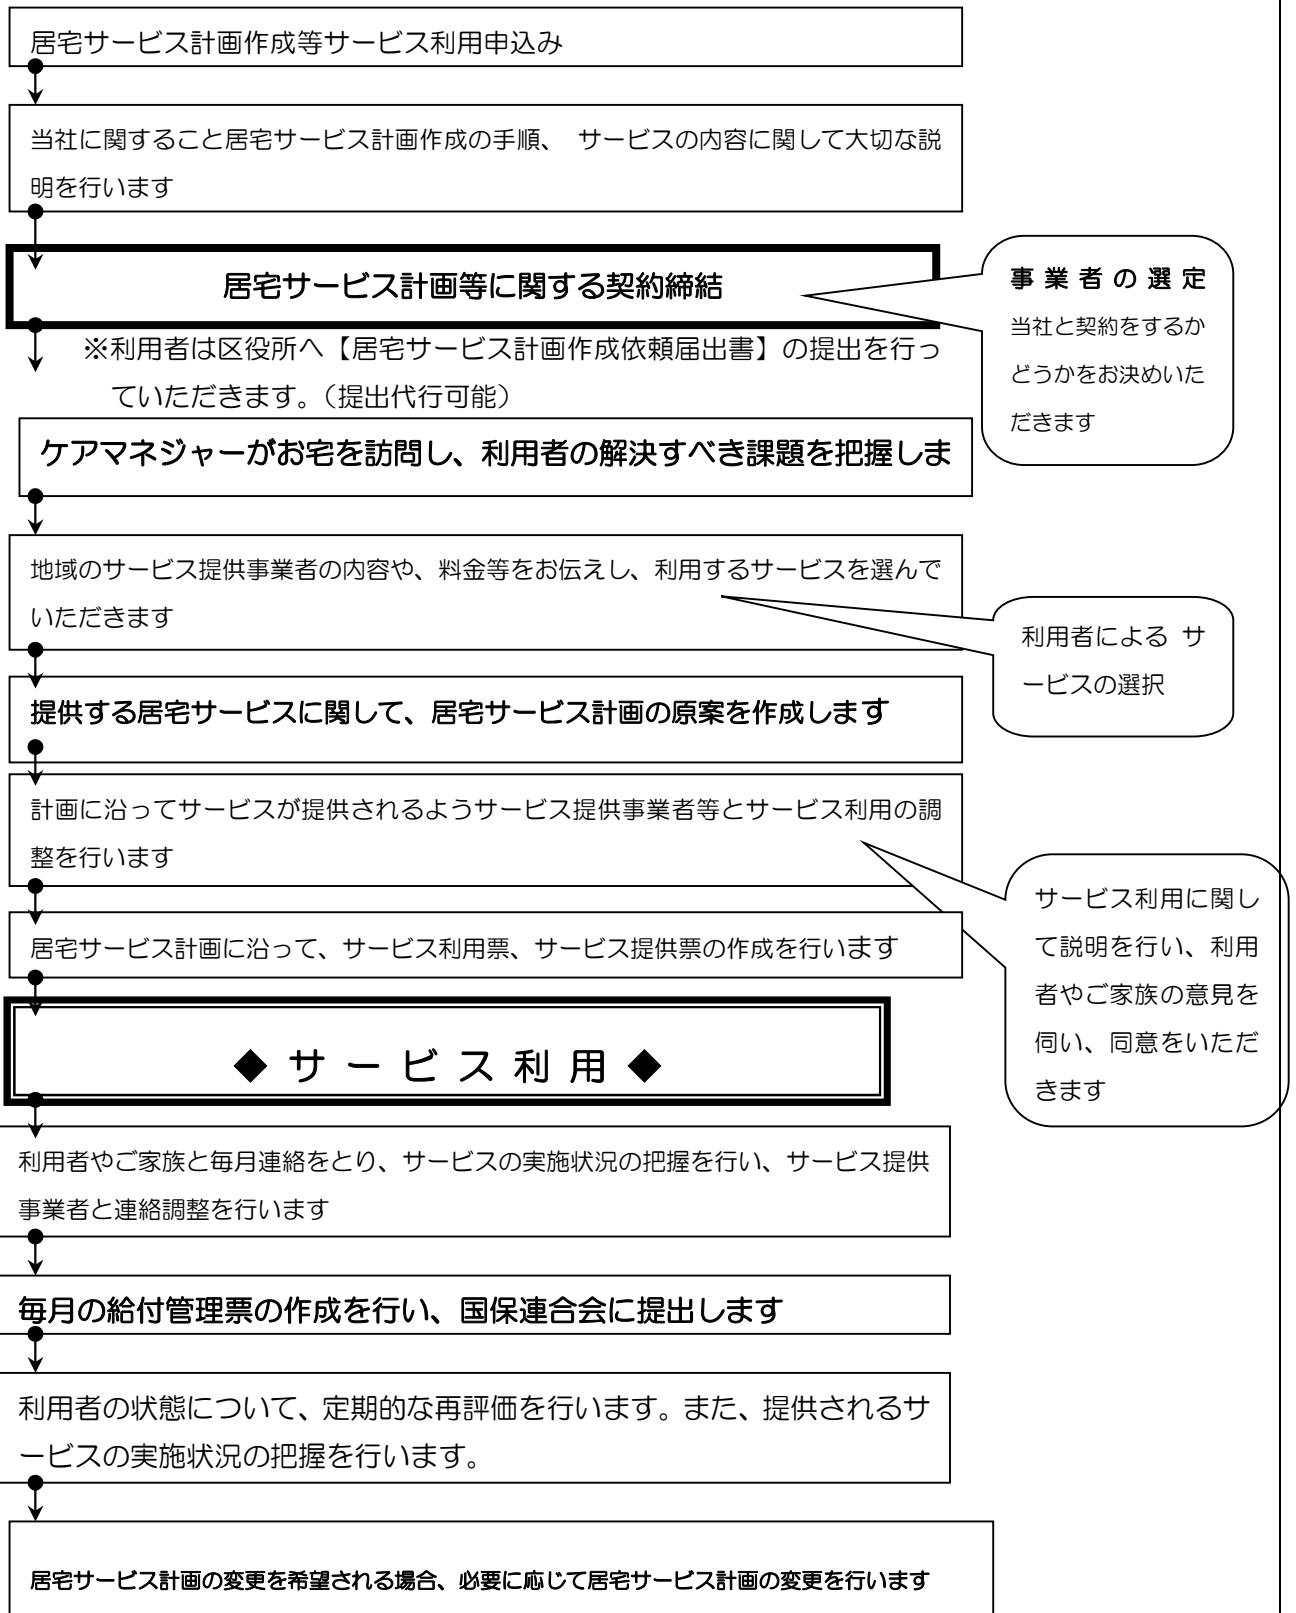 居宅サービス計画作成等サービス利用申込み
当社に関すること居宅サービス計画作成の手順、 サービスの内容に関して大切な説
明を行います
居宅サービス計画等に関する契約締結
事 業 者 の 選 定
当社と契約をするか
どうかをお決めいた
だきます
※利用者は区役所へ【居宅サービス計画作成依頼届出書】の提出を行っ
ていただきます。（提出代行可能）
ケアマネジャーがお宅を訪問し、利用者の解決すべき課題を把握しま
地域のサービス提供事業者の内容や、料金等をお伝えし、利用するサービスを選んで
いただきます
利用者による サ
ービスの選択
提供する居宅サービスに関して、居宅サービス計画の原案を作成します
計画に沿ってサービスが提供されるようサービス提供事業者等とサービス利用の調
整を行います
サービス利用に関し
て説明を行い、利用
者やご家族の意見を
伺い、同意をいただ
きます
居宅サービス計画に沿って、サービス利用票、サービス提供票の作成を行います
◆ サ ー ビ ス 利 用 ◆
利用者やご家族と毎月連絡をとり、サービスの実施状況の把握を行い、サービス提供
事業者と連絡調整を行います
毎月の給付管理票の作成を行い、国保連合会に提出します
利用者の状態について、定期的な再評価を行います。また、提供されるサ
ービスの実施状況の把握を行います。
居宅サービス計画の変更を希望される場合、必要に応じて居宅サービス計画の変更を行います